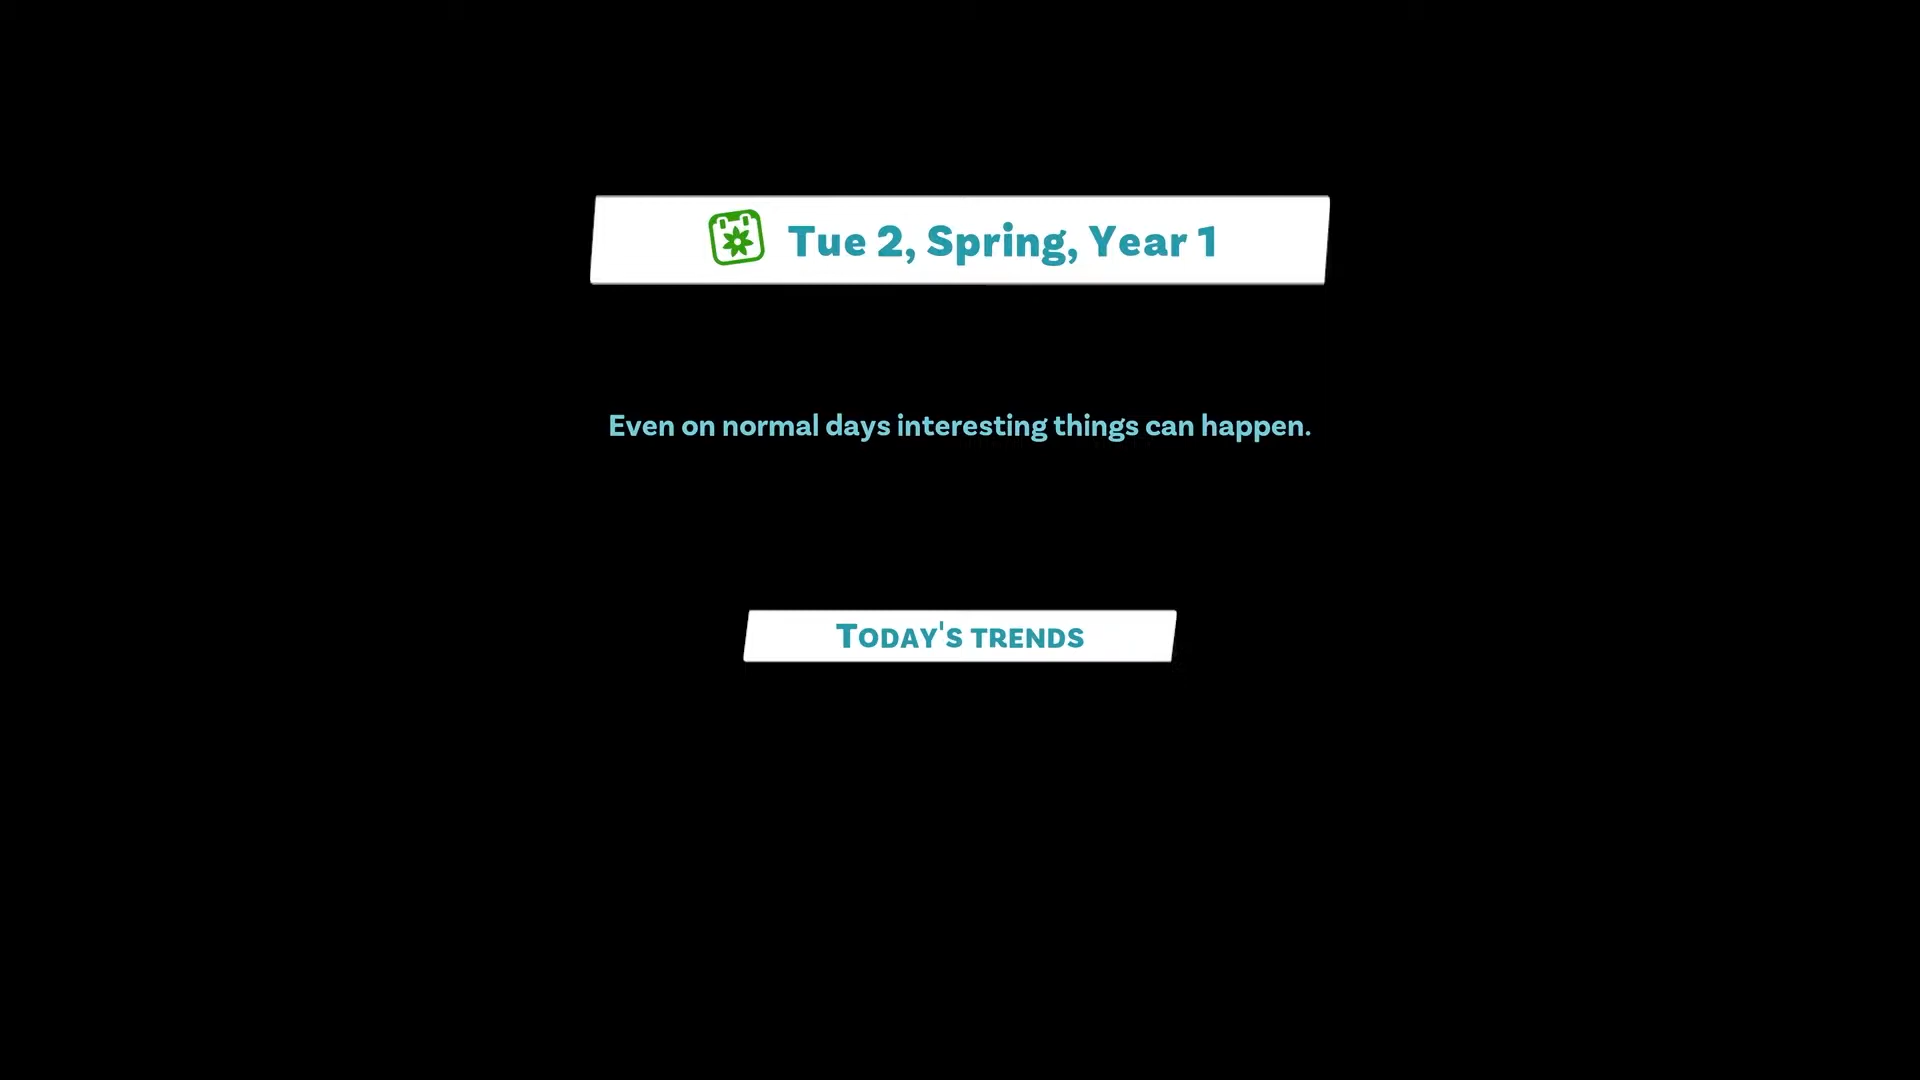 Tue 2, Spring, Year 1
Even on normal days interesting things can happen.
TODAY'S TRENDS